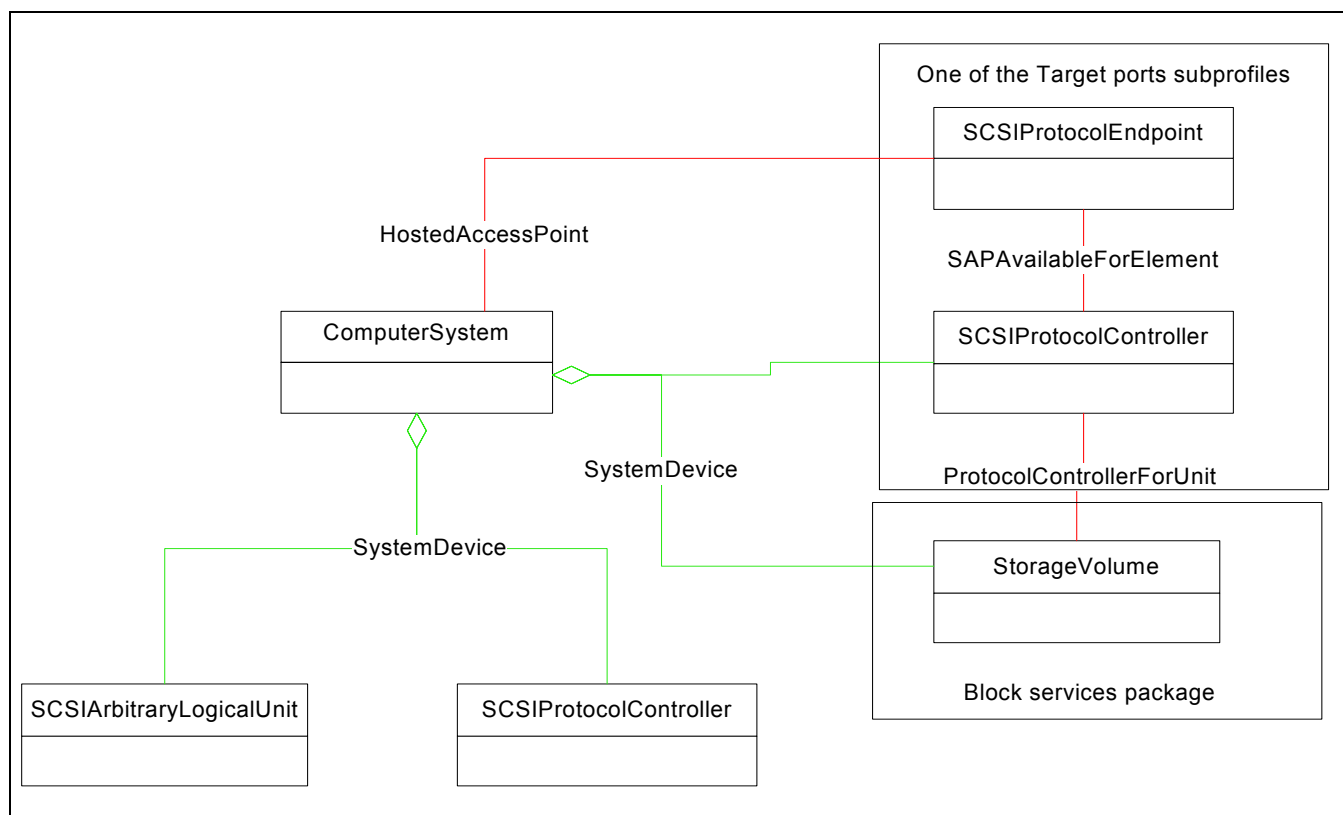 One of the Target ports subprofiles
SCSIProtocolEndpoint
HostedAccessPoint
SAPAvailableForElement
ComputerSystem
SCSIProtocolController
SystemDevice
ProtocolControllerForUnit
SystemDevice
StorageVolume
SCSIArbitraryLogicalUnit
SCSIProtocolController
Block services package